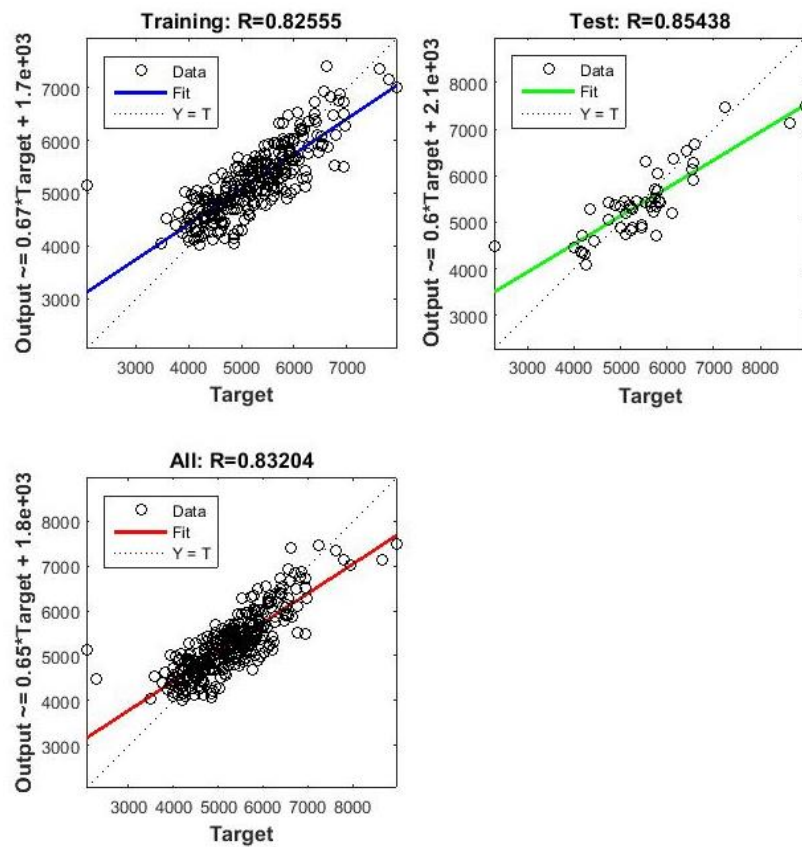 Training: R=0.82555
Output ~= 0.67*Target + 1.7e+03
7000
6000
5000
4000
3000
Data
Fit
Y = T
3000 4000 5000 6000 7000
Target
Test: R=0.85438
Output ~= 0.6*Target + 2.1e+03
8000
7000
6000
5000
4000
3000
Data
Fit
Y = T
3000 4000 5000 6000 7000 8000
Target
All: R=0.83204
Output ~= 0.65*Target + 1.8e+03
8000
7000
6000
5000
4000
3000
Data
Fit
Y = T
3000 4000 5000 6000 7000 8000
Target